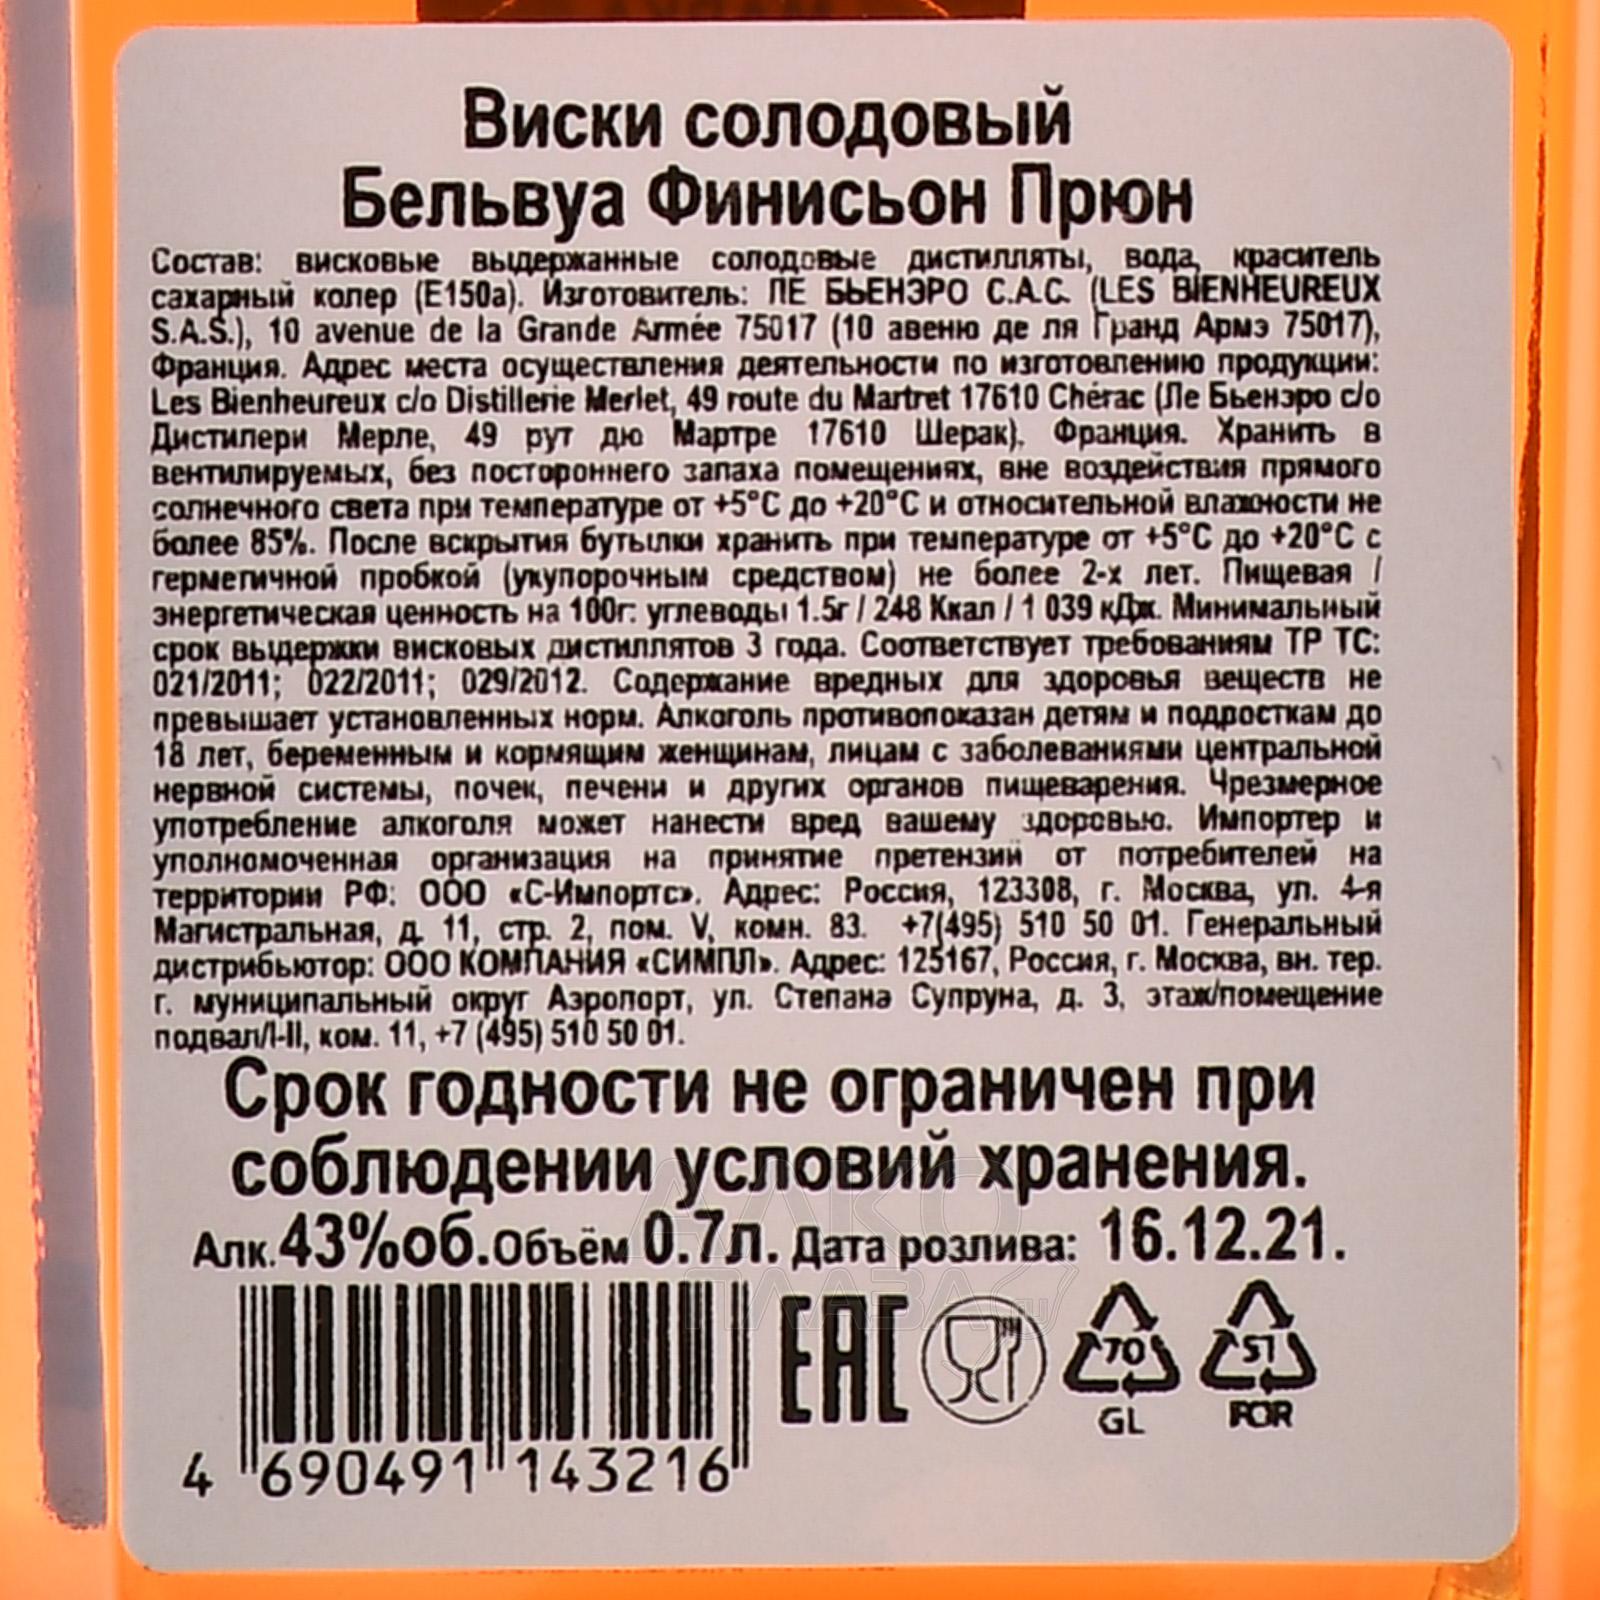 Виски солодовый
Бельвуа Финисьон Прюн
Состав: висковые выдержанные солодовые дистилляты, вода, краситель
сахарный колер (Е150а). Изготовитель: ЛЕ БЬЕНЭРО С.А.С. (LES BIENHEUREUX
S.A.S.), 10 avenue de la Grande Armée 75017 (10 авеню де ля Гранд Армэ 75017),
Франция. Адрес места осуществления деятельности по изготовлению продукции:
Les Bienheureux c/o Distillerie Merlet, 49 route du Martret 17610 Chérac (Ле Бьенэро c/o
Дистилери Мерле, 49 рут дю Мартре 17610 Шерак). Франция. Хранить в
вентилируемых, без постороннего запаха помещениях, вне воздействия прямого
солнечного света при температуре от +5°C до +20°C и относительной влажности не
более 85%. После вскрытия бутылки хранить при температуре от +5°C до +20°C с
герметичной пробкой (укупорочным средством) не более 2-х лет. Пищевая /
энергетическая ценность на 100г: углеводы 1.5г / 248 Ккал / 1 039 кДж. Минимальный
срок выдержки висковых дистиллятов 3 года. Соответствует требованиям ТР ТС:
021/2011; 022/2011; 029/2012. Содержание вредных для здоровья веществ не
превышает установленных норм. Алкоголь противопоказан детям и подросткам до
18 лет, беременным и кормящим женщинам, лицам с заболеваниями центральной
нервной системы, почек, печени и других органов пищеварения. Чрезмерное
употребление алкоголя может нанести вред вашему здоровью. Импортер и
уполномоченная организация на принятие претензий от потребителей на
территории РФ: ООО «С-Импортс». Адрес: Россия, 123308, г. Москва, ул. 4-я
Магистральная, д. 11, стр. 2, пом. V, комн. 83. +7(495) 510 50 01. Генеральный
дистрибьютор: ООО КОМПАНИЯ «СИМПЛ». Адрес: 125167, Россия, г. Москва, вн. тер.
г. муниципальный округ Аэропорт, ул. Степана Супруна, д. 3, этаж/помещение
подвал/I-II, ком. 11, +7 (495) 510 50 01.
Срок годности не ограничен при
соблюдении условий хранения.
Алк.43%об.Объём 0.7л. Дата розлива: 16.12.21.
АЛКО
ПЛАЗА.ru
EAC
70
GL
51
FOR
4 690491 143216